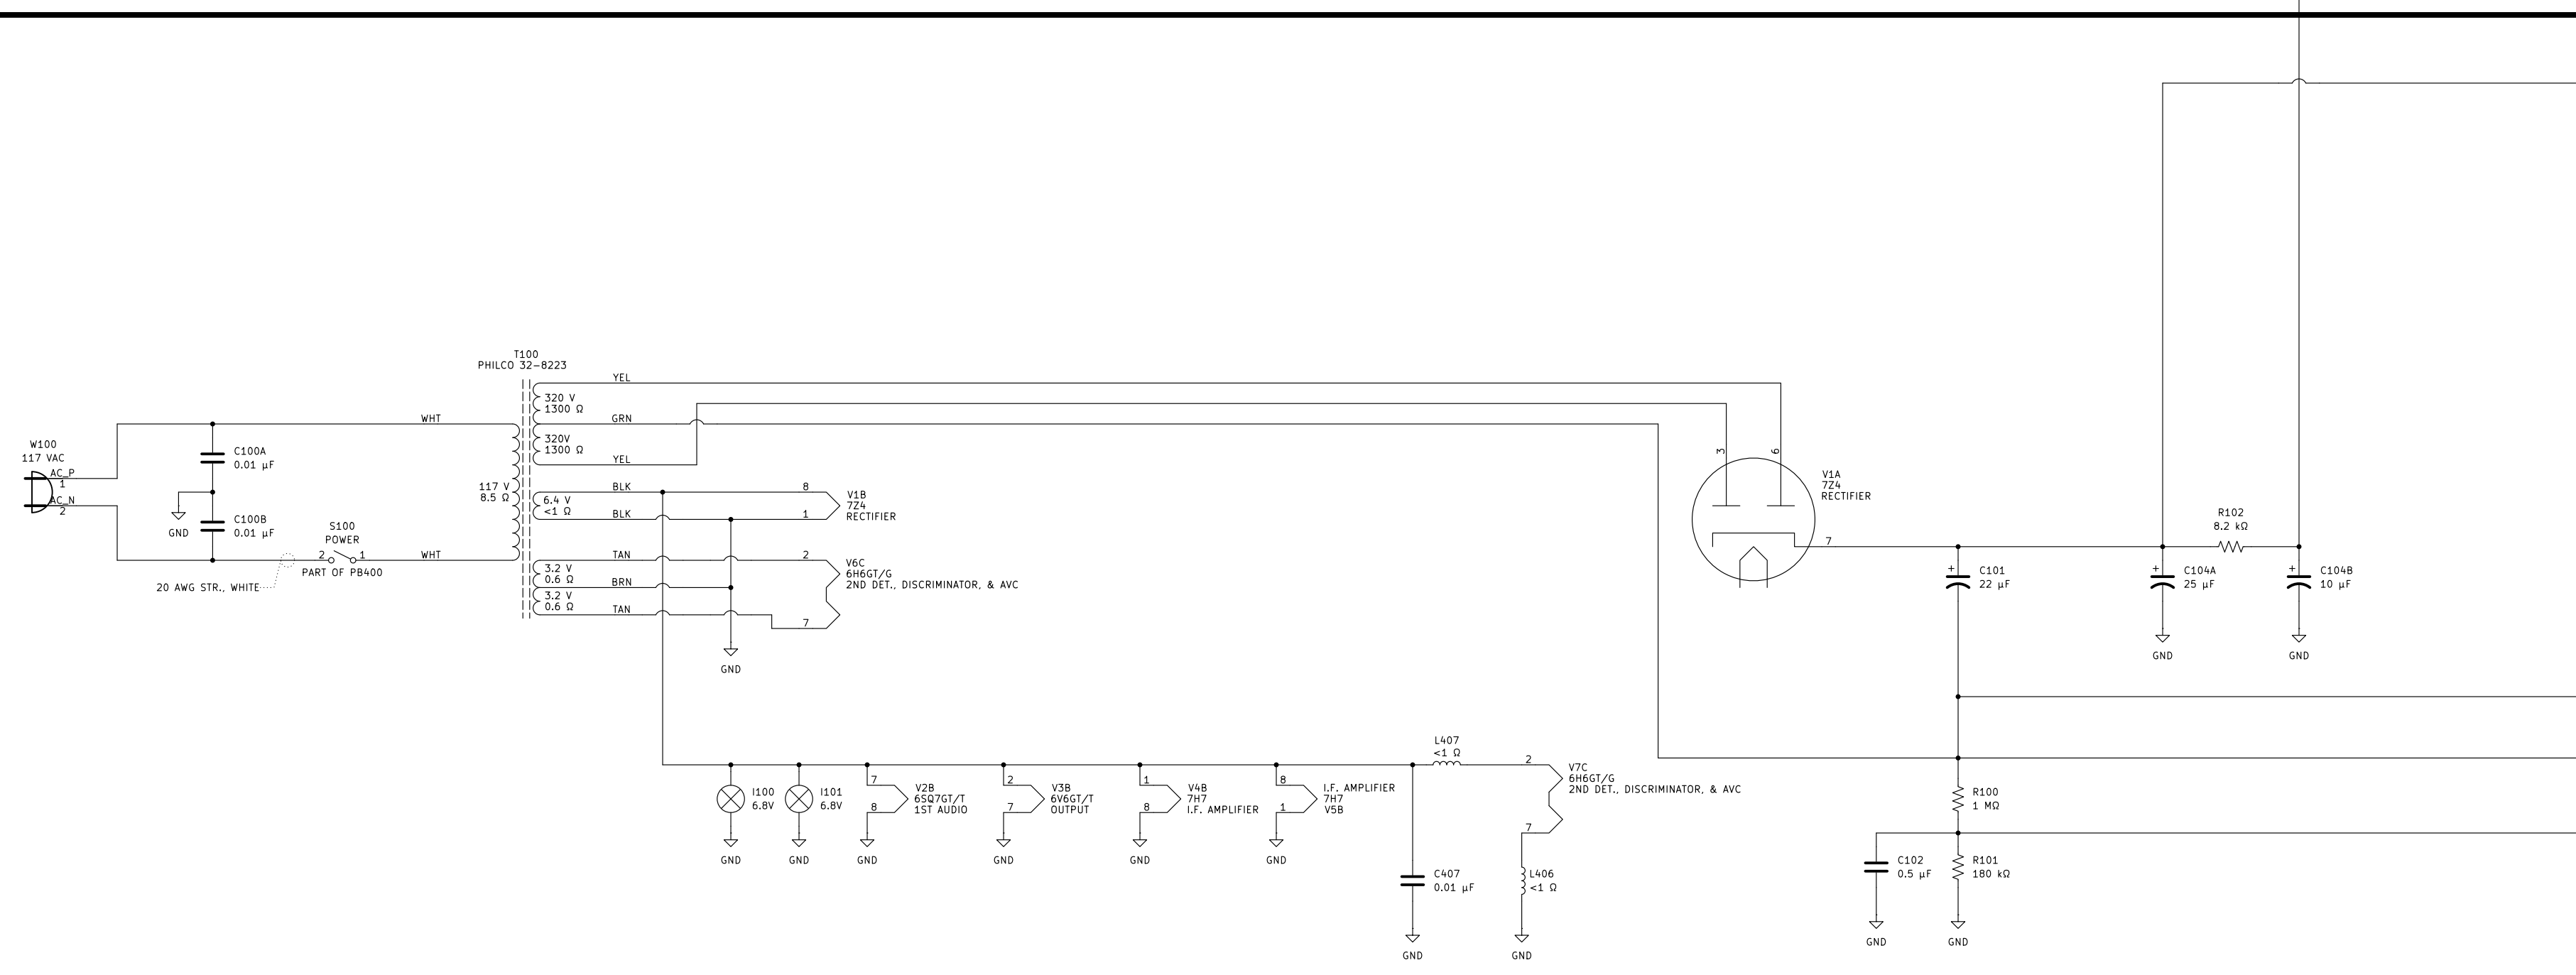 T100
PHILCO 32-8223
YEL
320 V
1300 Ω
GRN
320V
1300 Ω
YEL
WHT
W100
117 VAC
AC_P
1
AC_N
2
C100A
0.01 µF
GND
C100B
0.01 µF
S100
POWER
2
1
PART OF PB400
WHT
20 AWG STR., WHITE
117 V
8.5 Ω
BLK
6.4 V
<1 Ω
BLK
8
1
V1B
7Z4
RECTIFIER
TAN
3.2 V
0.6 Ω
BRN
3.2 V
0.6 Ω
TAN
2
7
V6C
6H6GT/G
2ND DET., DISCRIMINATOR, & AVC
GND
3
6
V1A
7Z4
RECTIFIER
7
C101
22 µF
R102
8.2 kΩ
C104A
25 µF
GND
C104B
10 µF
GND
I100
6.8V
GND
I101
6.8V
GND
7
8
V2B
6SQ7GT/T
1ST AUDIO
GND
2
7
V3B
6V6GT/T
OUTPUT
GND
1
8
V4B
7H7
I.F. AMPLIFIER
GND
8
1
I.F. AMPLIFIER
7H7
V5B
GND
L407
<1 Ω
2
7
V7C
6H6GT/G
2ND DET., DISCRIMINATOR, & AVC
C407
0.01 µF
GND
L406
<1 Ω
GND
R100
1 MΩ
C102
0.5 µF
GND
R101
180 kΩ
GND